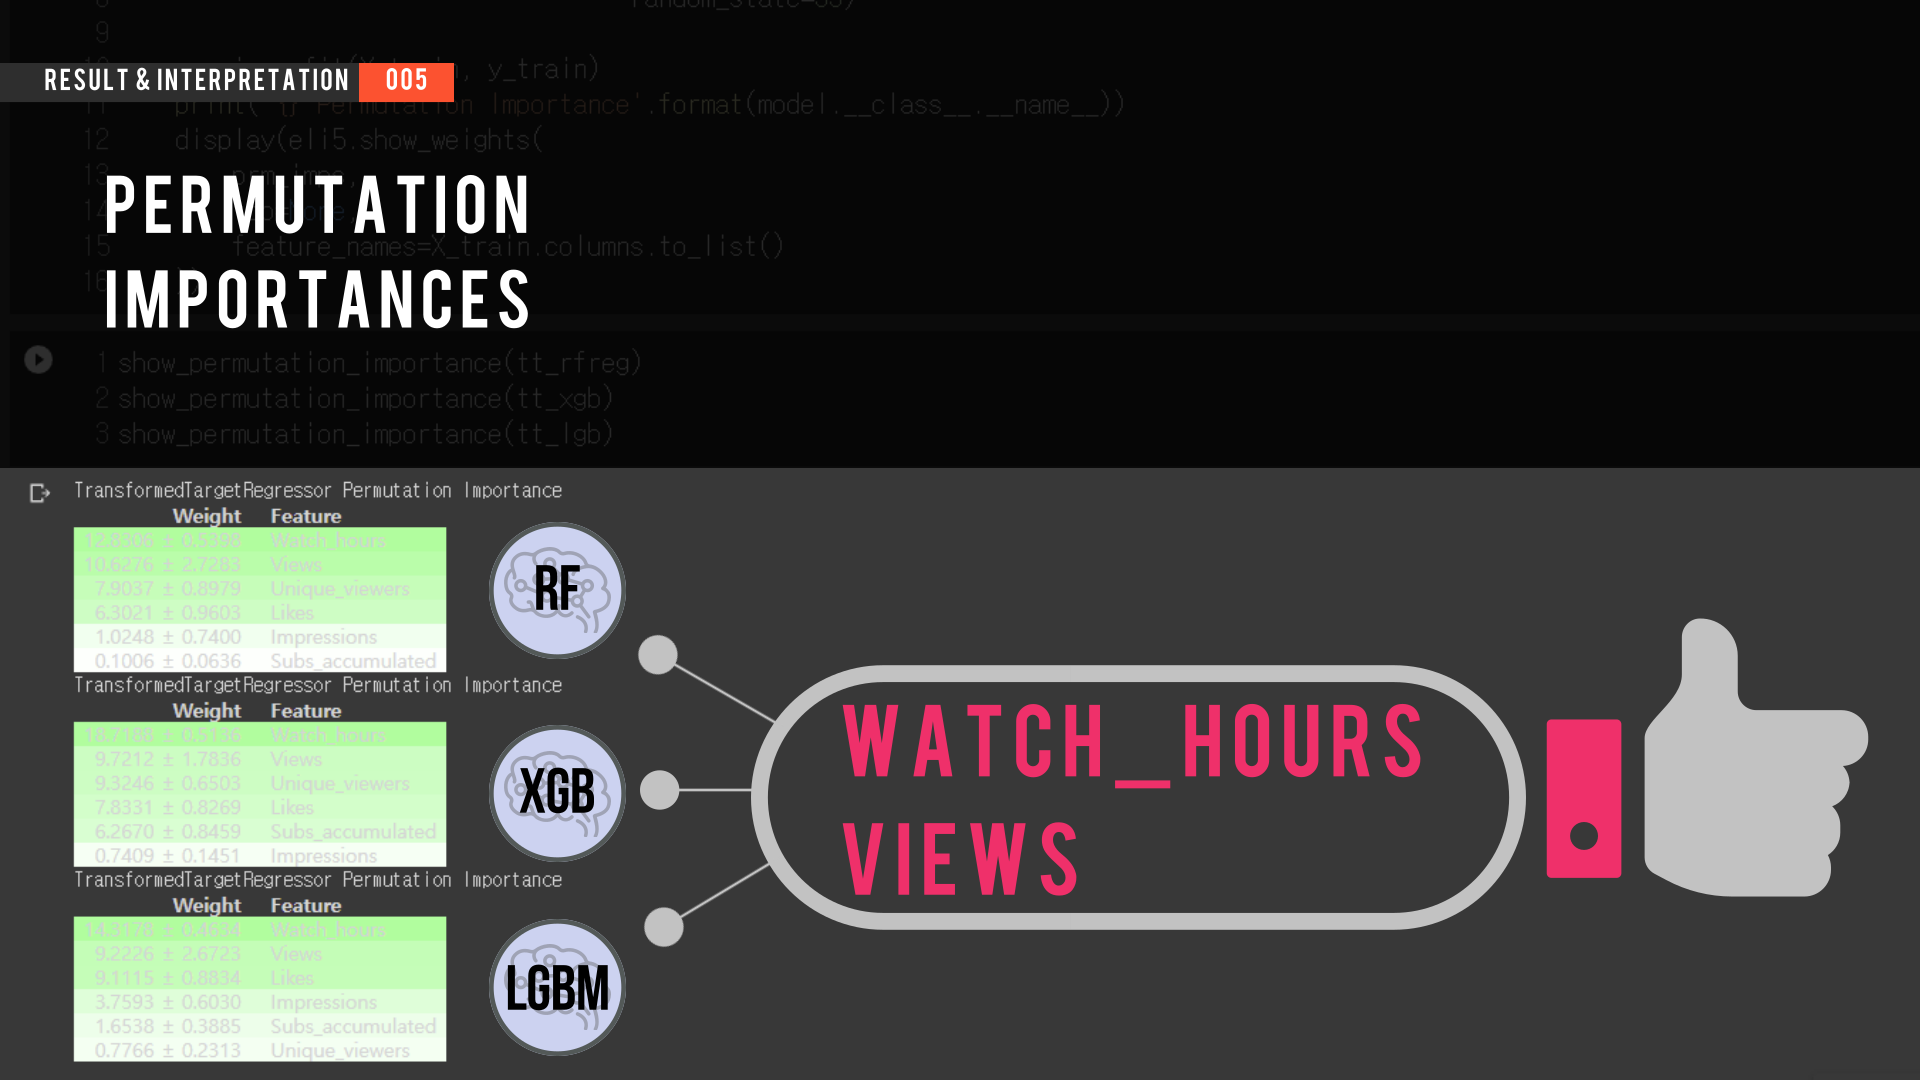 random_state=
9
RESULT & INTERPRETATION 005
y_train)
Permutation Importance'.format(model.__class__.__name__))
12 display(eli5.show_weights(
13
14
PERMUTATION
15 feature_names=X_train.columns.to_list()
16
IMPORTANCES
1 show_permutation_importance(tt_rfreg)
2 show_permutation_importance(tt_xgb)
3 show_permutation_importance(tt_lgb)
TransformedTargetRegressor Permutation Importance
Weight Feature
12.8306 ± 0.5398 Watch_hours
10.6276 ± 2.7283 Views
7.9037 ± 0.8979 Unique_viewers
6.3021 ± 0.9603 Likes
1.0248 ± 0.7400 Impressions
0.1006 ± 0.0636 Subs_accumulated
RF
TransformedTargetRegressor Permutation Importance
Weight Feature
18.7188 ± 0.5136 Watch_hours
9.7212 ± 1.7836 Views
9.3246 ± 0.6503 Unique_viewers
7.8331 ± 0.8269 Likes
6.2670 ± 0.8459 Subs_accumulated
0.7409 ± 0.1451 Impressions
XGB
TransformedTargetRegressor Permutation Importance
Weight Feature
14.3178 ± 0.4634 Watch_hours
9.2226 ± 2.6723 Views
9.1115 ± 0.8834 Likes
3.7593 ± 0.6030 Impressions
1.6538 ± 0.3885 Subs_accumulated
0.7766 ± 0.2313 Unique_viewers
LGBM
WATCH_HOURS
VIEWS